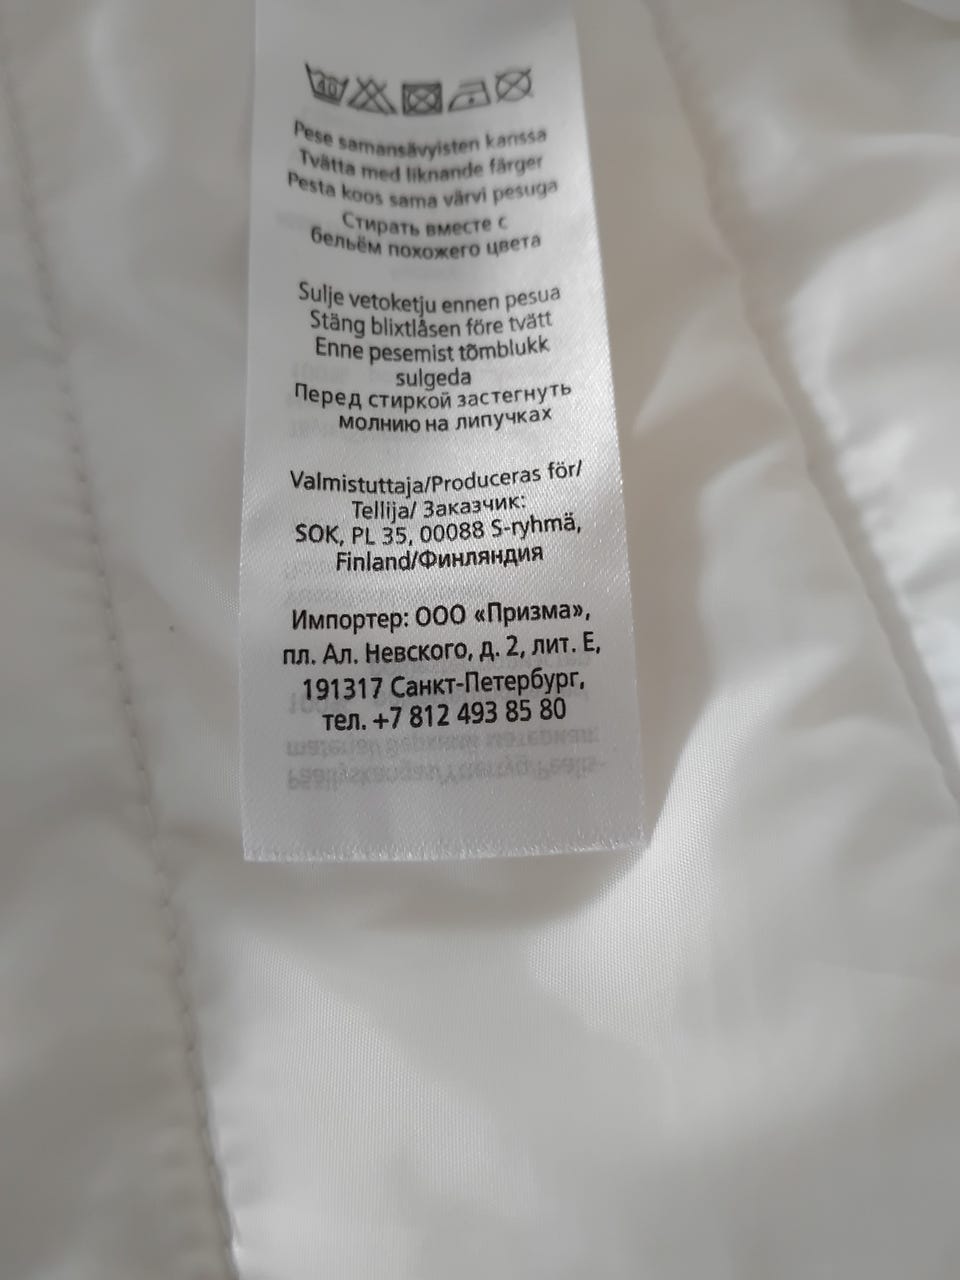 40
Pese samansävyisten kanssa
Tvätta med liknande färger
Pesta koos sama värvi pesuga
Стирать вместе с
бельём похожего цвета
Sulje vetoketju ennen pesua
Stäng blixtlåsen före tvätt
Enne pesemist tõmblukk
sulgeda
Перед стиркой застегнуть
молнию на липучках
Valmistuttaja/Produceras för/
Tellija/ Заказчик:
SOK, PL 35, 00088 S-ryhmä,
Finland/Финляндия
Импортер: ООО «Призма»,
пл. Ал. Невского, д. 2, лит. Е,
191317 Санкт-Петербург,
тел. +7 812 493 85 80